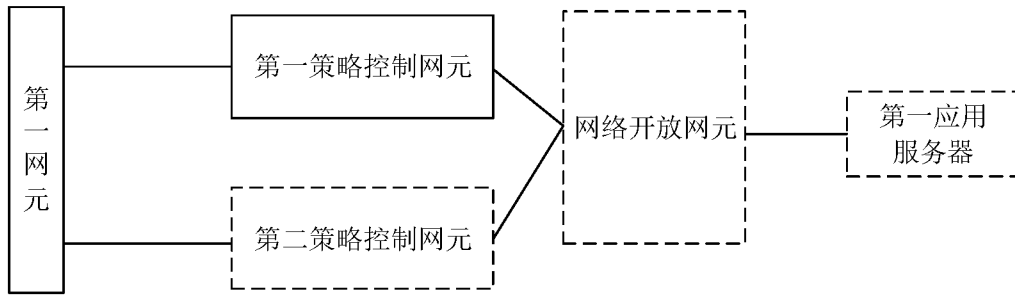 第一网元
第一策略控制网元
第二策略控制网元
网络开放网元
第一应用
服务器